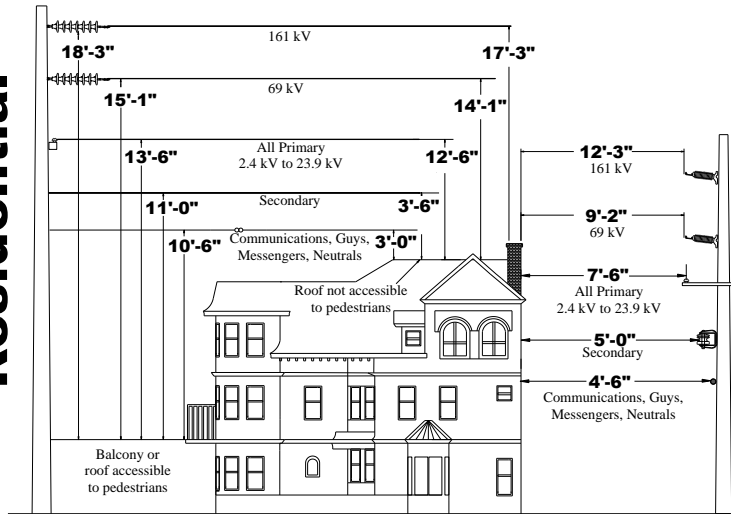 Residential
161 kV
18'-3"
17'-3"
69 kV
15'-1"
14'-1"
All Primary
2.4 kV to 23.9 kV
13'-6"
12'-6"
Secondary
11'-0"
3'-6"
10'-6"
Communications, Guys,
Messengers, Neutrals
3'-0"
Roof not accessible
to pedestrians
Balcony or
roof accessible
to pedestrians
12'-3"
161 kV
9'-2"
69 kV
7'-6"
All Primary
2.4 kV to 23.9 kV
5'-0"
Secondary
4'-6"
Communications, Guys,
Messengers, Neutrals